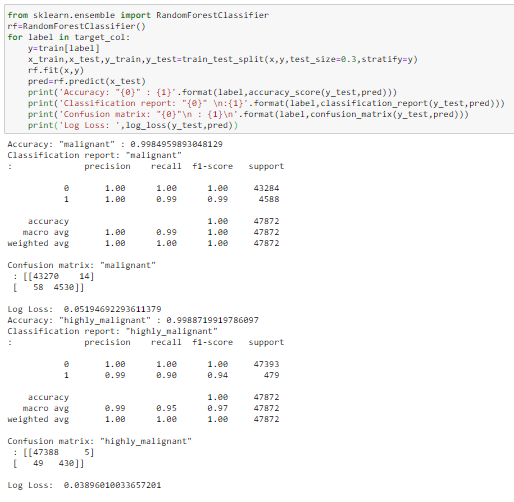 from sklearn.ensemble import RandomForestClassifier
rf=RandomForestClassifier()
for label in target_col:
    y=train[label]
    x_train,x_test,y_train,y_test=train_test_split(x,y,test_size=0.3,stratify=y)
    rf.fit(x,y)
    pred=rf.predict(x_test)
    print('Accuracy: "{0}" : {1}'.format(label,accuracy_score(y_test,pred)))
    print('Classification report: "{0}" \n:{1}'.format(label,classification_report(y_test,pred)))
    print('Confusion matrix: "{0}"\n : {1}\n'.format(label,confusion_matrix(y_test,pred)))
    print('Log Loss: ',log_loss(y_test,pred))
Accuracy: "malignant" : 0.9984959893048129
Classification report: "malignant"
:              precision    recall  f1-score   support
           0       1.00      1.00      1.00     43284
           1       1.00      0.99      0.99      4588
    accuracy                           1.00     47872
   macro avg       1.00      0.99      1.00     47872
weighted avg       1.00      1.00      1.00     47872
Confusion matrix: "malignant"
 : [[43270    14]
 [   58  4530]]
Log Loss:  0.05194692293611379
Accuracy: "highly_malignant" : 0.9988719919786097
Classification report: "highly_malignant"
:              precision    recall  f1-score   support
           0       1.00      1.00      1.00     47393
           1       0.99      0.90      0.94       479
    accuracy                           1.00     47872
   macro avg       0.99      0.95      0.97     47872
weighted avg       1.00      1.00      1.00     47872
Confusion matrix: "highly_malignant"
 : [[47388     5]
 [   49   430]]
Log Loss:  0.03896010033657201